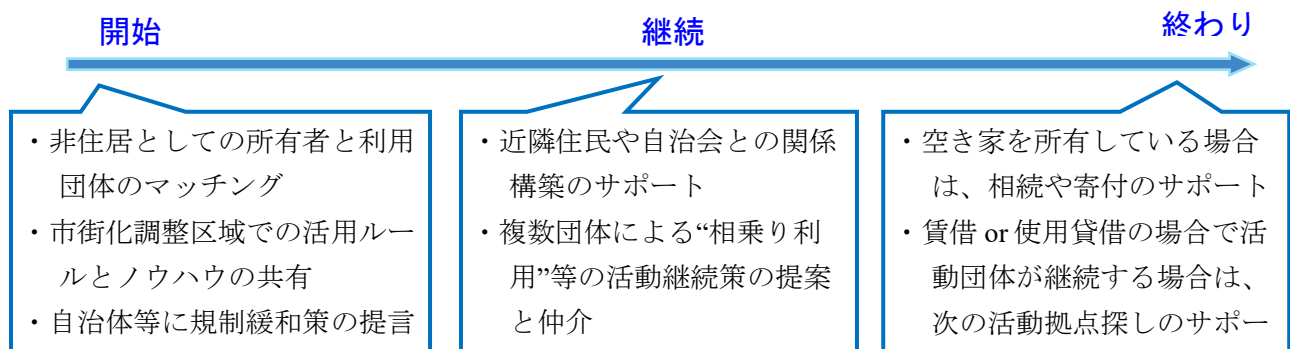 開始
継続
終わり
・非住居としての所有者と利用
団体のマッチング
・市街化調整区域での活用ルー
ルとノウハウの共有
・自治体等に規制緩和策の提言
・近隣住民や自治会との関係
構築のサポート
・複数団体による“相乗り利
用”等の活動継続策の提案
と仲介
・空き家を所有している場合
は、相続や寄付のサポート
・賃借 or 使用貸借の場合で活
動団体が継続する場合は、
次の活動拠点探しのサポー